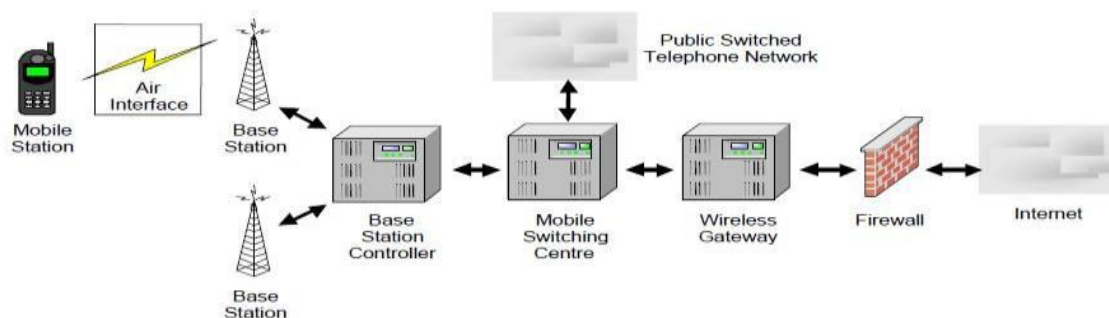 Public Switched
Telephone Network
Air
Interface
Mobile
Station
Base
Station
Base
Station
Controller
Mobile
Switching
Centre
Wireless
Gateway
Firewall
Internet
Base
Station